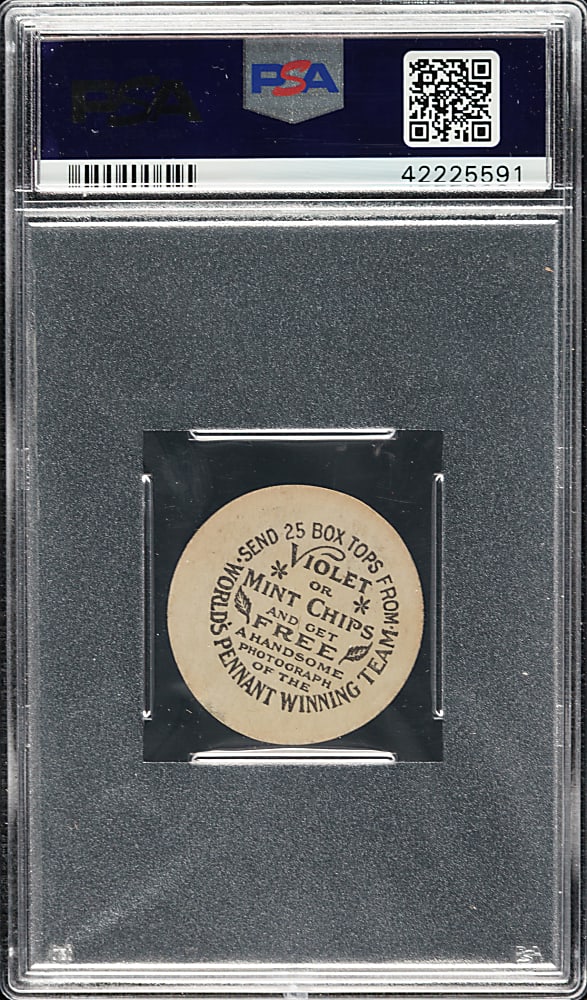 PSA
PSA
42225591
SEND 25 BOX TOPS FROM
VIOLET
OR
MINT CHIPS
AND GET
FREE
A HANDSOME
PHOTOGRAPH
OF THE
WORLD'S PENNANT WINNING TEAM